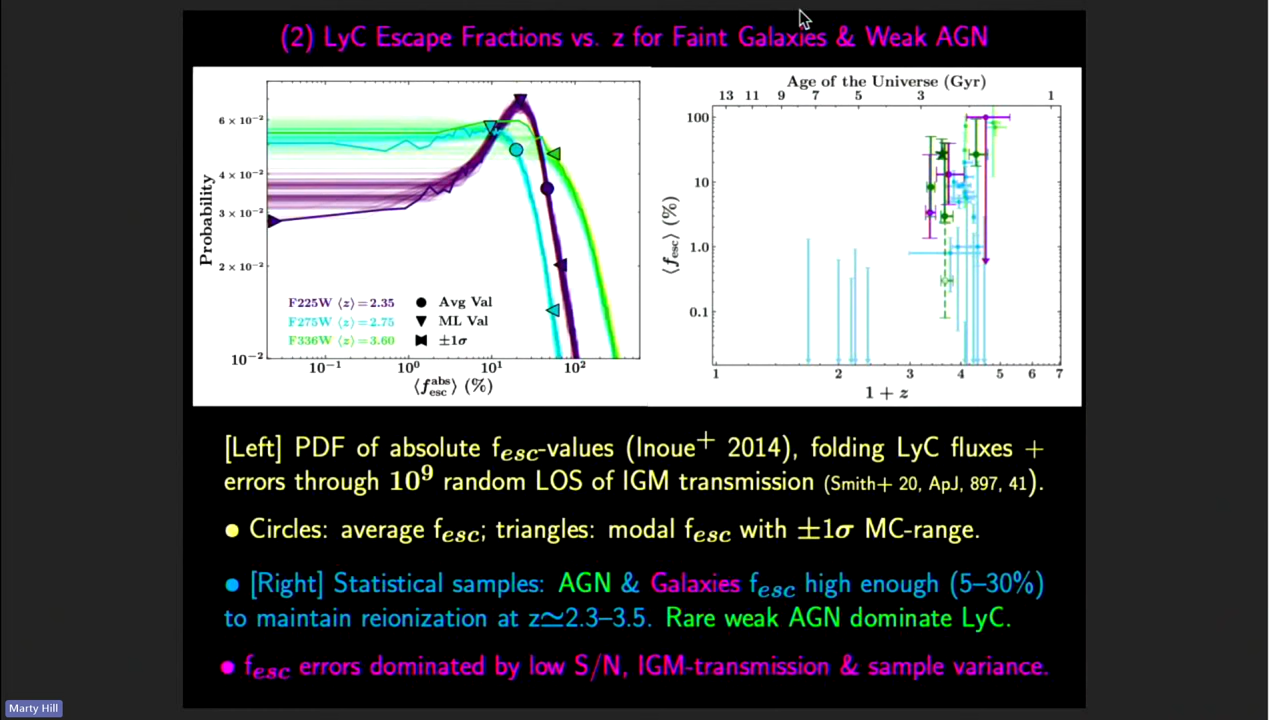 (2) LyC Escape Fractions vs. z for Faint Galaxies & Weak AGN
Probability
6 × 10⁻²
4 × 10⁻²
3 × 10⁻²
2 × 10⁻²
10⁻²
F225W ⟨z⟩ = 2.35
F275W ⟨z⟩ = 2.75
F336W ⟨z⟩ = 3.60
Avg Val
ML Val
±1σ
10⁻¹ 10⁰ 10¹ 10²
⟨f_esc^abs⟩ (%)
Age of the Universe (Gyr)
13 11 9 7 5 3 1
⟨f_esc⟩ (%)
100
10
1.0
0.1
1 2 3 4 5 6 7
1 + z
[Left] PDF of absolute f_esc-values (Inoue⁺ 2014), folding LyC fluxes +
errors through 10⁹ random LOS of IGM transmission (Smith+ 20, ApJ, 897, 41).
● Circles: average f_esc; triangles: modal f_esc with ±1σ MC-range.
● [Right] Statistical samples: AGN & Galaxies f_esc high enough (5–30%)
to maintain reionization at z≃2.3–3.5. Rare weak AGN dominate LyC.
● f_esc errors dominated by low S/N, IGM-transmission & sample variance.
Marty Hill